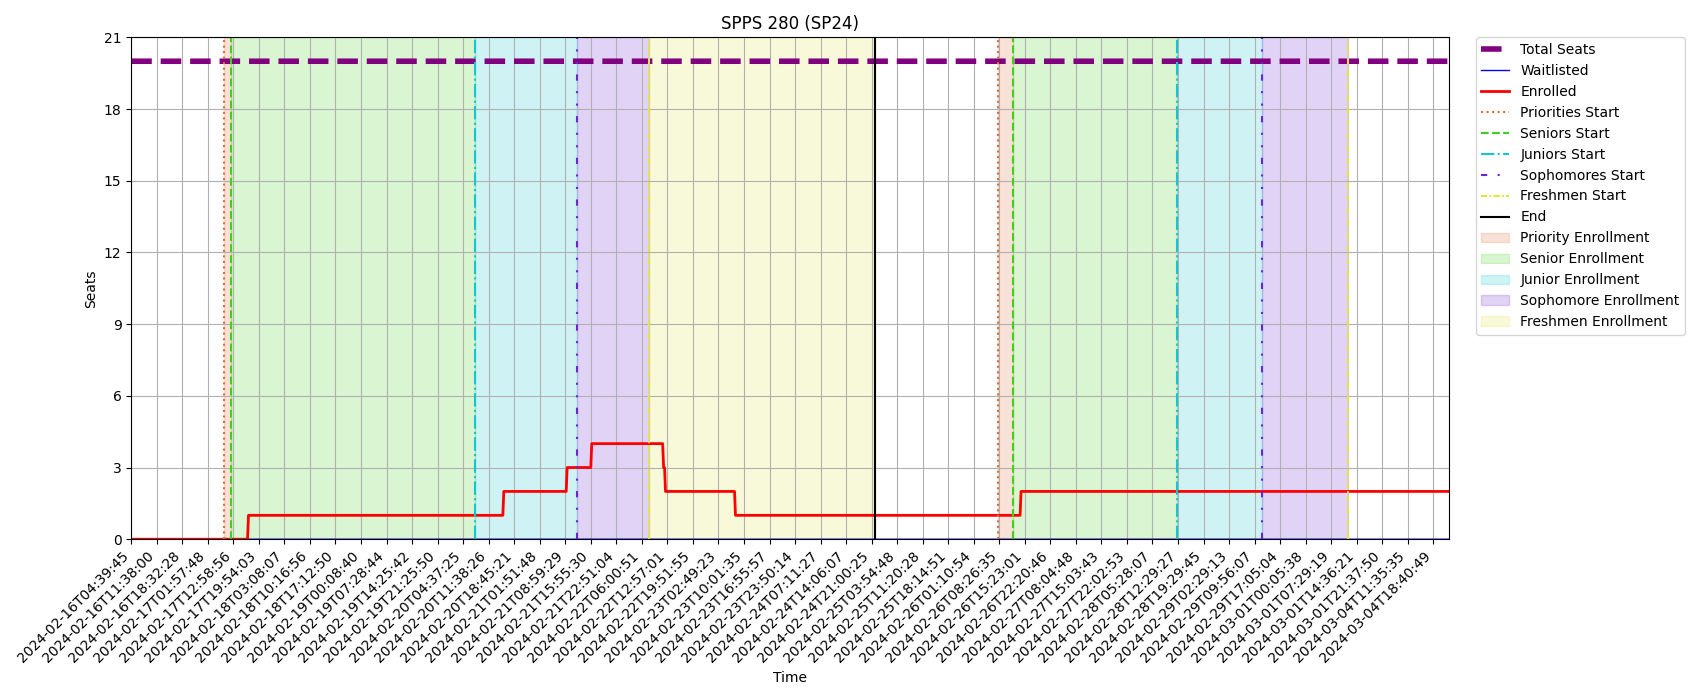 SPPS 280 (SP24)
21
18
15
12
9
6
3
0
Seats
2024-02-16T04:39:45
2024-02-16T11:38:00
2024-02-16T18:32:28
2024-02-17T01:57:48
2024-02-17T12:58:56
2024-02-17T19:54:03
2024-02-18T03:08:07
2024-02-18T10:16:56
2024-02-18T17:12:50
2024-02-19T00:08:40
2024-02-19T07:28:44
2024-02-19T14:25:42
2024-02-19T21:25:50
2024-02-20T04:37:25
2024-02-20T11:38:26
2024-02-20T18:45:21
2024-02-21T01:51:48
2024-02-21T08:59:29
2024-02-21T15:55:30
2024-02-21T22:51:04
2024-02-22T06:00:51
2024-02-22T12:57:01
2024-02-22T19:51:55
2024-02-23T02:49:23
2024-02-23T10:01:35
2024-02-23T16:55:57
2024-02-23T23:50:14
2024-02-24T07:11:27
2024-02-24T14:06:07
2024-02-24T21:00:25
2024-02-25T03:54:48
2024-02-25T11:20:28
2024-02-25T18:14:51
2024-02-26T01:10:54
2024-02-26T08:26:35
2024-02-26T15:23:01
2024-02-26T22:20:46
2024-02-27T08:04:48
2024-02-27T15:03:43
2024-02-27T22:02:53
2024-02-28T05:28:07
2024-02-28T12:29:27
2024-02-28T19:29:45
2024-02-29T02:29:13
2024-02-29T09:56:07
2024-02-29T17:05:04
2024-03-01T00:05:38
2024-03-01T07:29:19
2024-03-01T14:36:21
2024-03-01T21:37:50
2024-03-04T11:35:35
2024-03-04T18:40:49
Time
Total Seats
Waitlisted
Enrolled
Priorities Start
Seniors Start
Juniors Start
Sophomores Start
Freshmen Start
End
Priority Enrollment
Senior Enrollment
Junior Enrollment
Sophomore Enrollment
Freshmen Enrollment